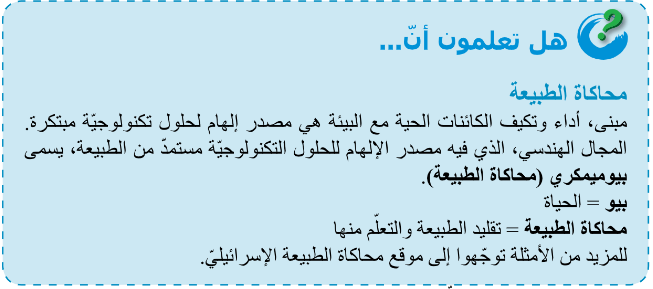 هل تعلمون أنّ...
محاكاة الطبيعة
مبنى، أداء وتكيف الكائنات الحية مع البيئة هي مصدر إلهام لحلول تكنولوجيّة مبتكرة.
المجال الهندسي، الذي فيه مصدر الإلهام للحلول التكنولوجيّة مستمدّ من الطبيعة، يسمى
بيوميمكري (محاكاة الطبيعة).
بيو = الحياة
محاكاة الطبيعة = تقليد الطبيعة والتعلّم منها
للمزيد من الأمثلة توجّهوا إلى موقع محاكاة الطبيعة الإسرائيليّ.